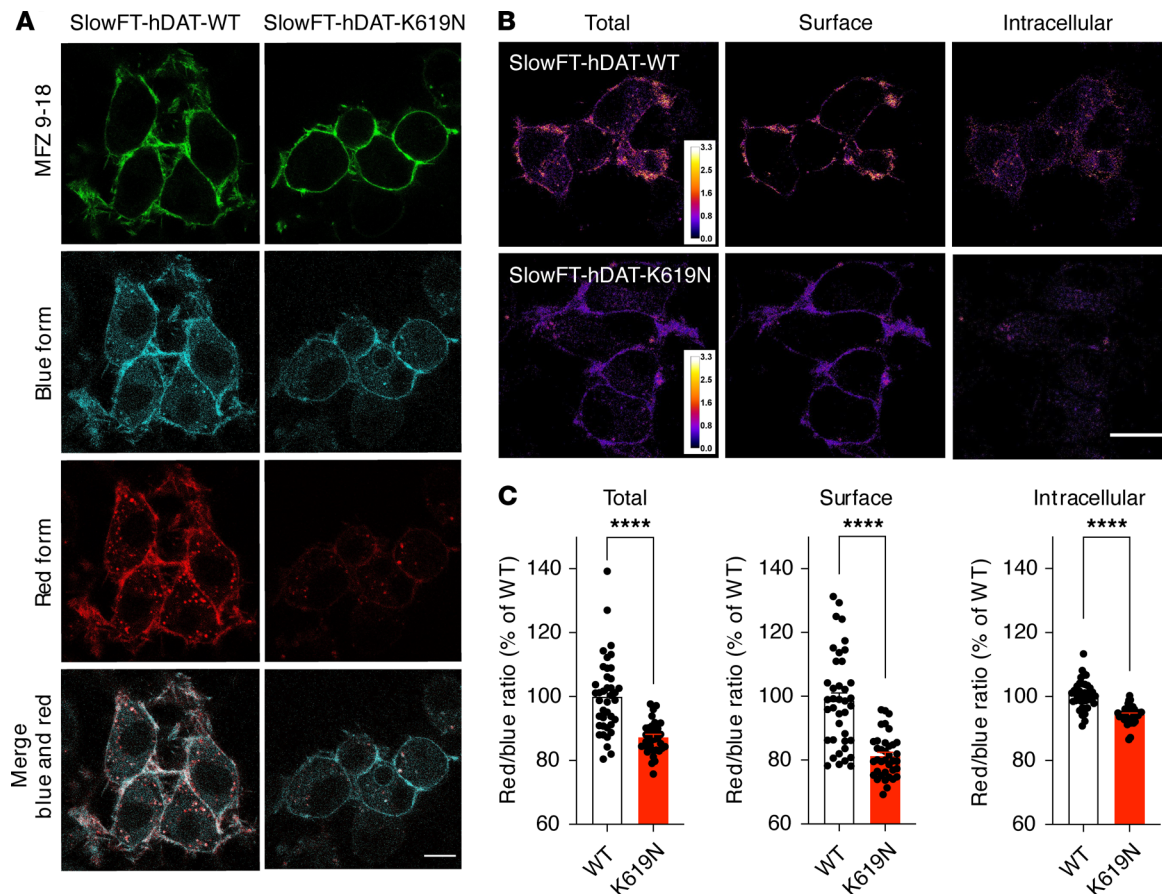 A
SlowFT-hDAT-WT
SlowFT-hDAT-K619N
MFZ 9-18
Blue form
Red form
Merge
blue and red
B
Total
Surface
Intracellular
SlowFT-hDAT-WT
3.3
2.5
1.6
0.8
0.0
SlowFT-hDAT-K619N
3.3
2.5
1.6
0.8
0.0
C
Total
****
Red/blue ratio (% of WT)
140
120
100
80
60
WT
K619N
Surface
****
Red/blue ratio (% of WT)
140
120
100
80
60
WT
K619N
Intracellular
****
Red/blue ratio (% of WT)
140
120
100
80
60
WT
K619N